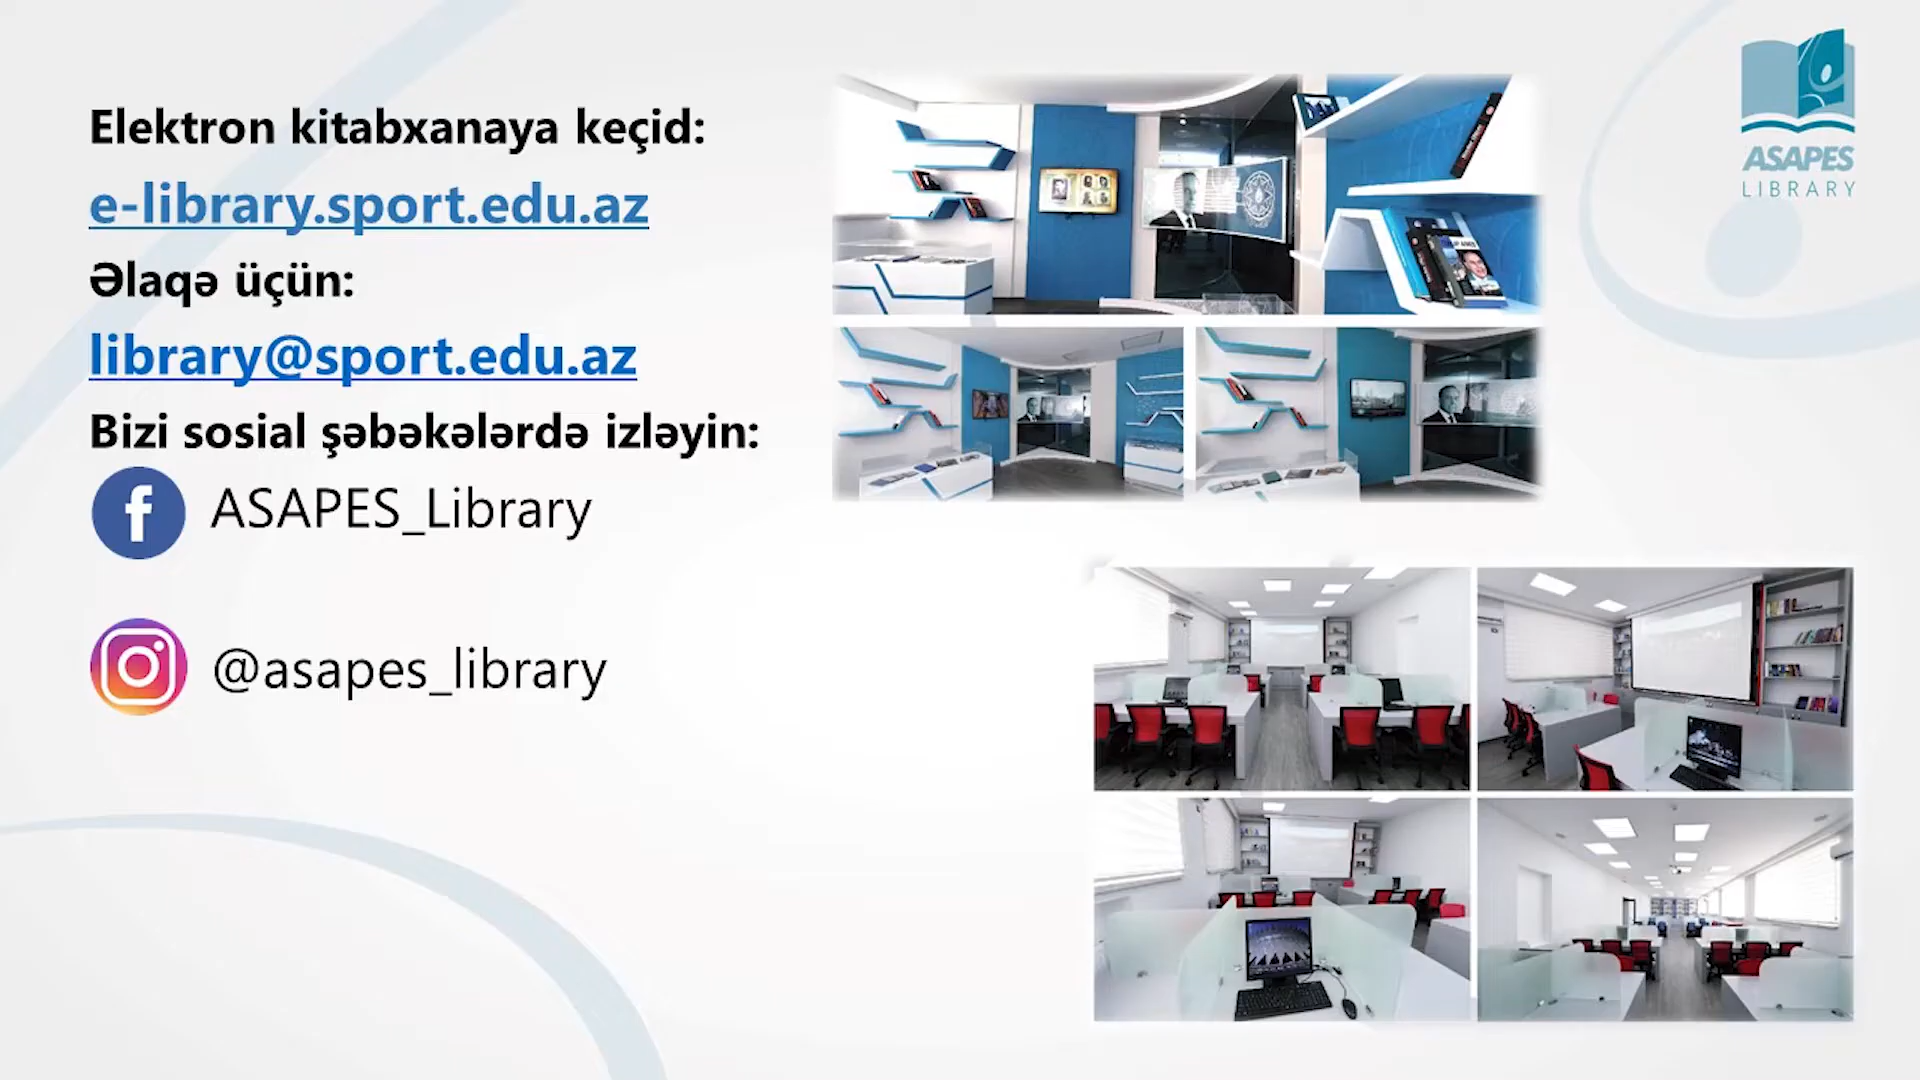 Elektron kitabxanaya keçid:
e-library.sport.edu.az
Əlaqə üçün:
library@sport.edu.az
Bizi sosial şəbəkələrdə izləyin:
ASAPES_Library
@asapes_library
ASAPES
LIBRARY